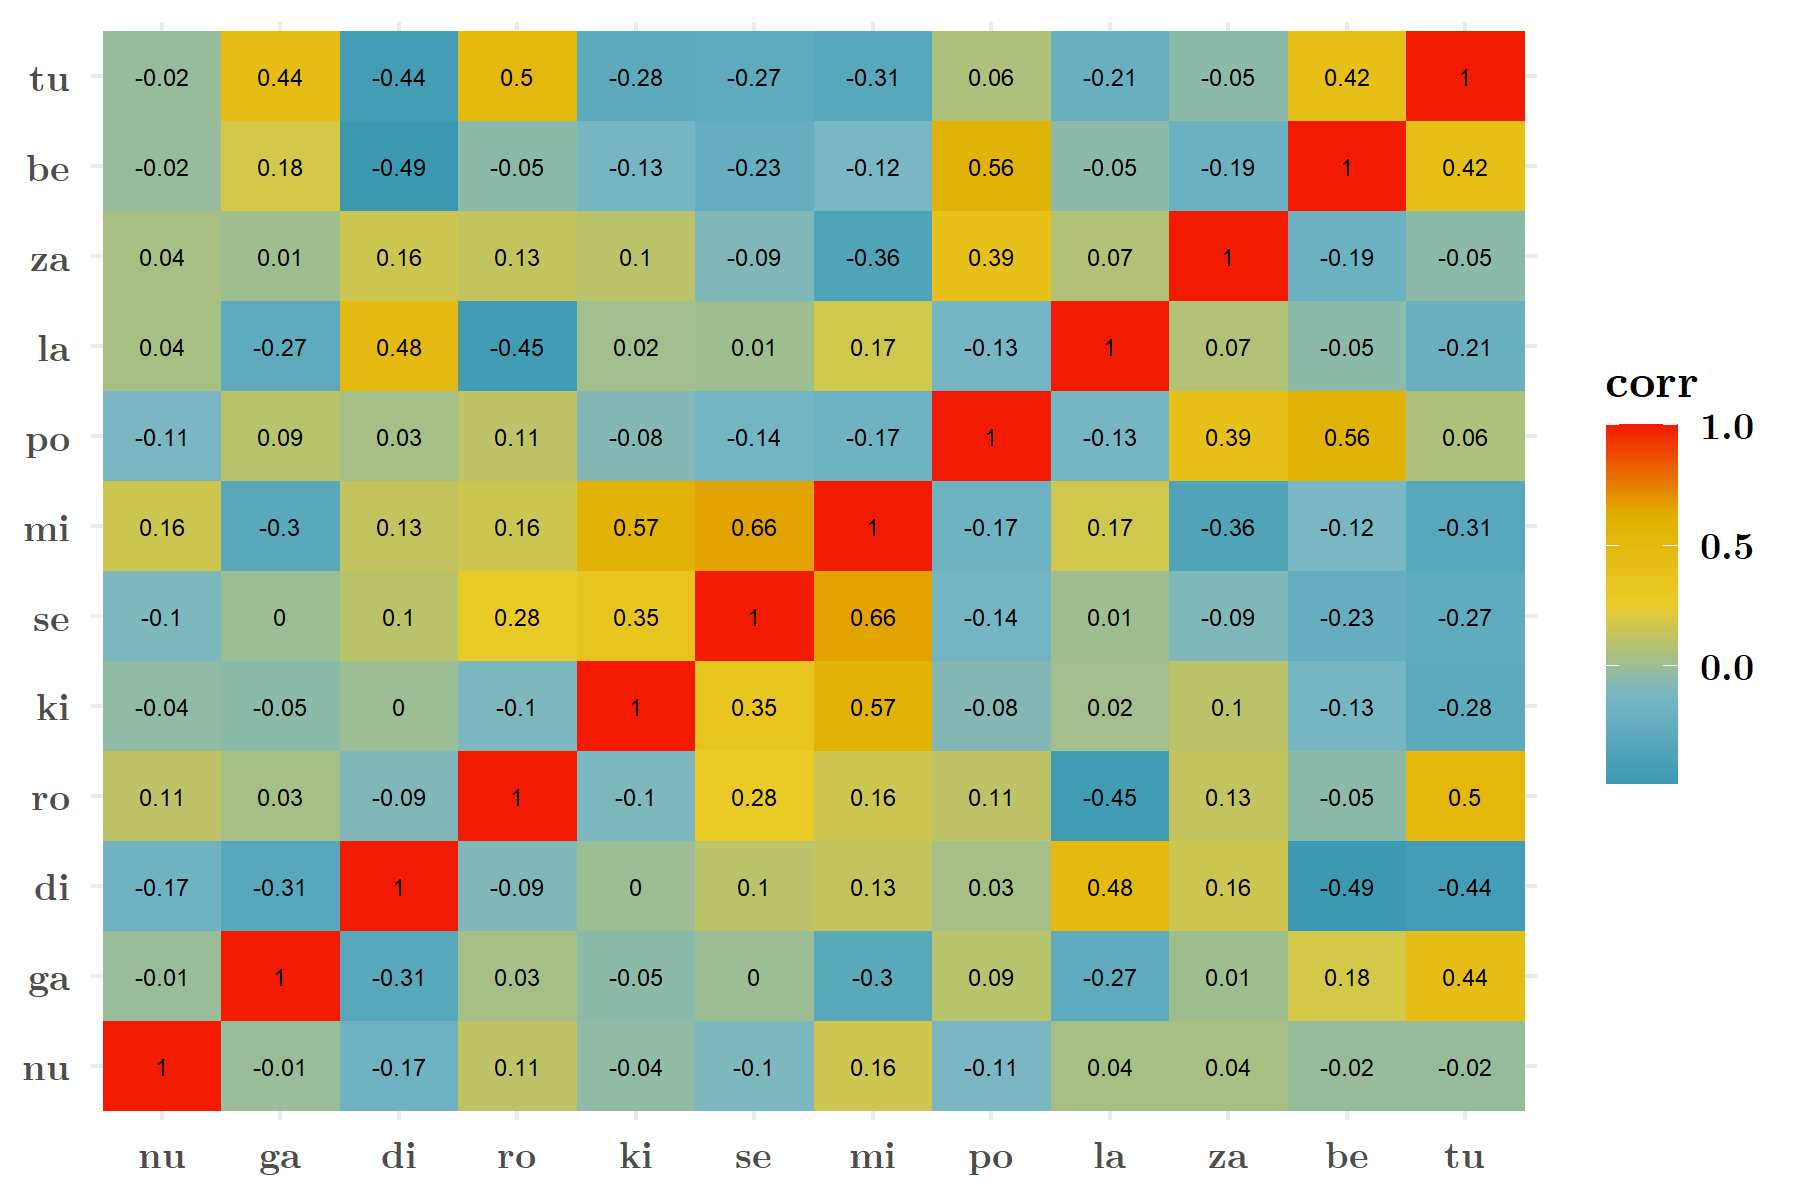 tu -0.02 0.44 -0.44 0.5 -0.28 -0.27 -0.31 0.06 -0.21 -0.05 0.42 1
be -0.02 0.18 -0.49 -0.05 -0.13 -0.23 -0.12 0.56 -0.05 -0.19 1 0.42
za 0.04 0.01 0.16 0.13 0.1 -0.09 -0.36 0.39 0.07 1 -0.19 -0.05
la 0.04 -0.27 0.48 -0.45 0.02 0.01 0.17 -0.13 1 0.07 -0.05 -0.21
po -0.11 0.09 0.03 0.11 -0.08 -0.14 -0.17 1 -0.13 0.39 0.56 0.06
mi 0.16 -0.3 0.13 0.16 0.57 0.66 1 -0.17 0.17 -0.36 -0.12 -0.31
se -0.1 0 0.1 0.28 0.35 1 0.66 -0.14 0.01 -0.09 -0.23 -0.27
ki -0.04 -0.05 0 -0.1 1 0.35 0.57 -0.08 0.02 0.1 -0.13 -0.28
ro 0.11 0.03 -0.09 1 -0.1 0.28 0.16 0.11 -0.45 0.13 -0.05 0.5
di -0.17 -0.31 1 -0.09 0 0.1 0.13 0.03 0.48 0.16 -0.49 -0.44
ga -0.01 1 -0.31 0.03 -0.05 0 -0.3 0.09 -0.27 0.01 0.18 0.44
nu 1 -0.01 -0.17 0.11 -0.04 -0.1 0.16 -0.11 0.04 0.04 -0.02 -0.02
nu ga di ro ki se mi po la za be tu
corr
1.0
0.5
0.0